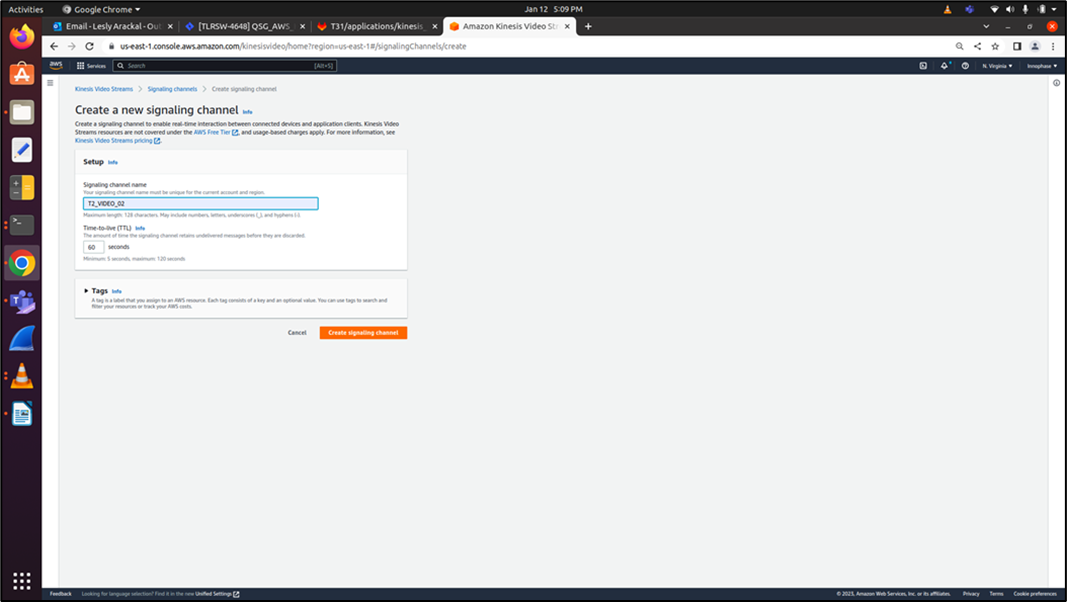 Activities
Google Chrome
Jan 12 5:09 PM
Email - Lesly Arackal - Out
[TLRSW-4648] QSG_AWS_
T31/applications/kinesis_
Amazon Kinesis Video Str
us-east-1.console.aws.amazon.com/kinesisvideo/home?region=us-east-1#/signalingChannels/create
aws
Services
Search
[Alt+S]
N. Virginia
Innophase
Kinesis Video Streams
Signaling channels
Create signaling channel
Create a new signaling channel Info
Create a signaling channel to enable real-time interaction between connected devices and application clients. Kinesis Video
Streams resources are not covered under the AWS Free Tier, and usage-based charges apply. For more information, see
Kinesis Video Streams pricing.
Setup Info
Signaling channel name
Your signaling channel name must be unique for the current account and region.
T2_VIDEO_02
Maximum length: 128 characters. May include numbers, letters, underscores (_), and hyphens (-).
Time-to-live (TTL) Info
The amount of time the signaling channel retains undelivered messages before they are discarded.
60 seconds
Minimum: 5 seconds, maximum: 120 seconds
Tags Info
A tag is a label that you assign to an AWS resource. Each tag consists of a key and an optional value. You can use tags to search and
filter your resources or track your AWS costs.
Cancel
Create signaling channel
Feedback
Looking for language selection? Find it in the new Unified Settings
© 2023, Amazon Web Services, Inc. or its affiliates.
Privacy
Terms
Cookie preferences